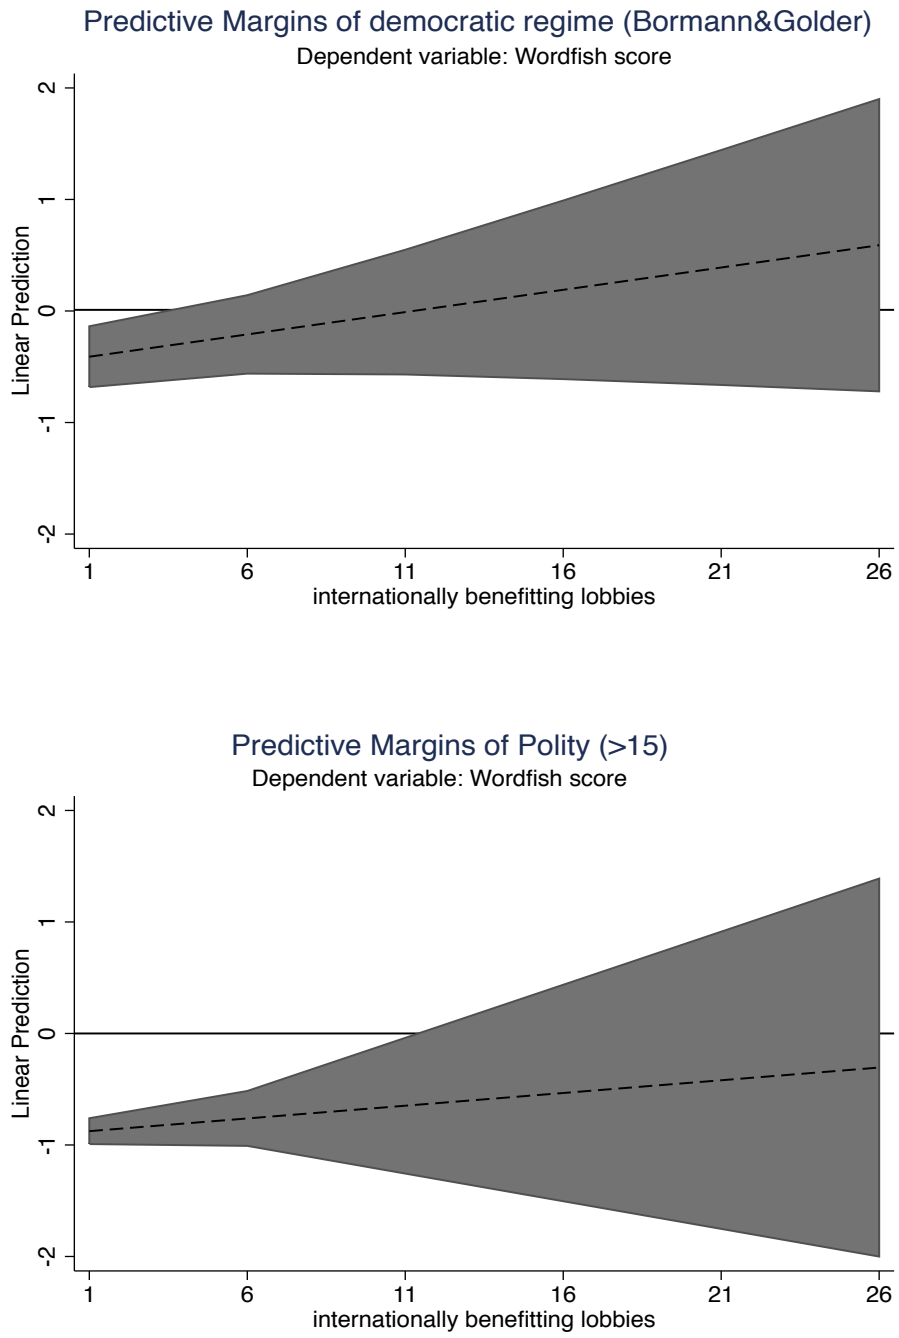 Predictive Margins of democratic regime (Bormann&Golder)
Dependent variable: Wordfish score
Linear Prediction
2
1
0
-1
-2
1 6 11 16 21 26
internationally benefitting lobbies
Predictive Margins of Polity (>15)
Dependent variable: Wordfish score
Linear Prediction
2
1
0
-1
-2
1 6 11 16 21 26
internationally benefitting lobbies